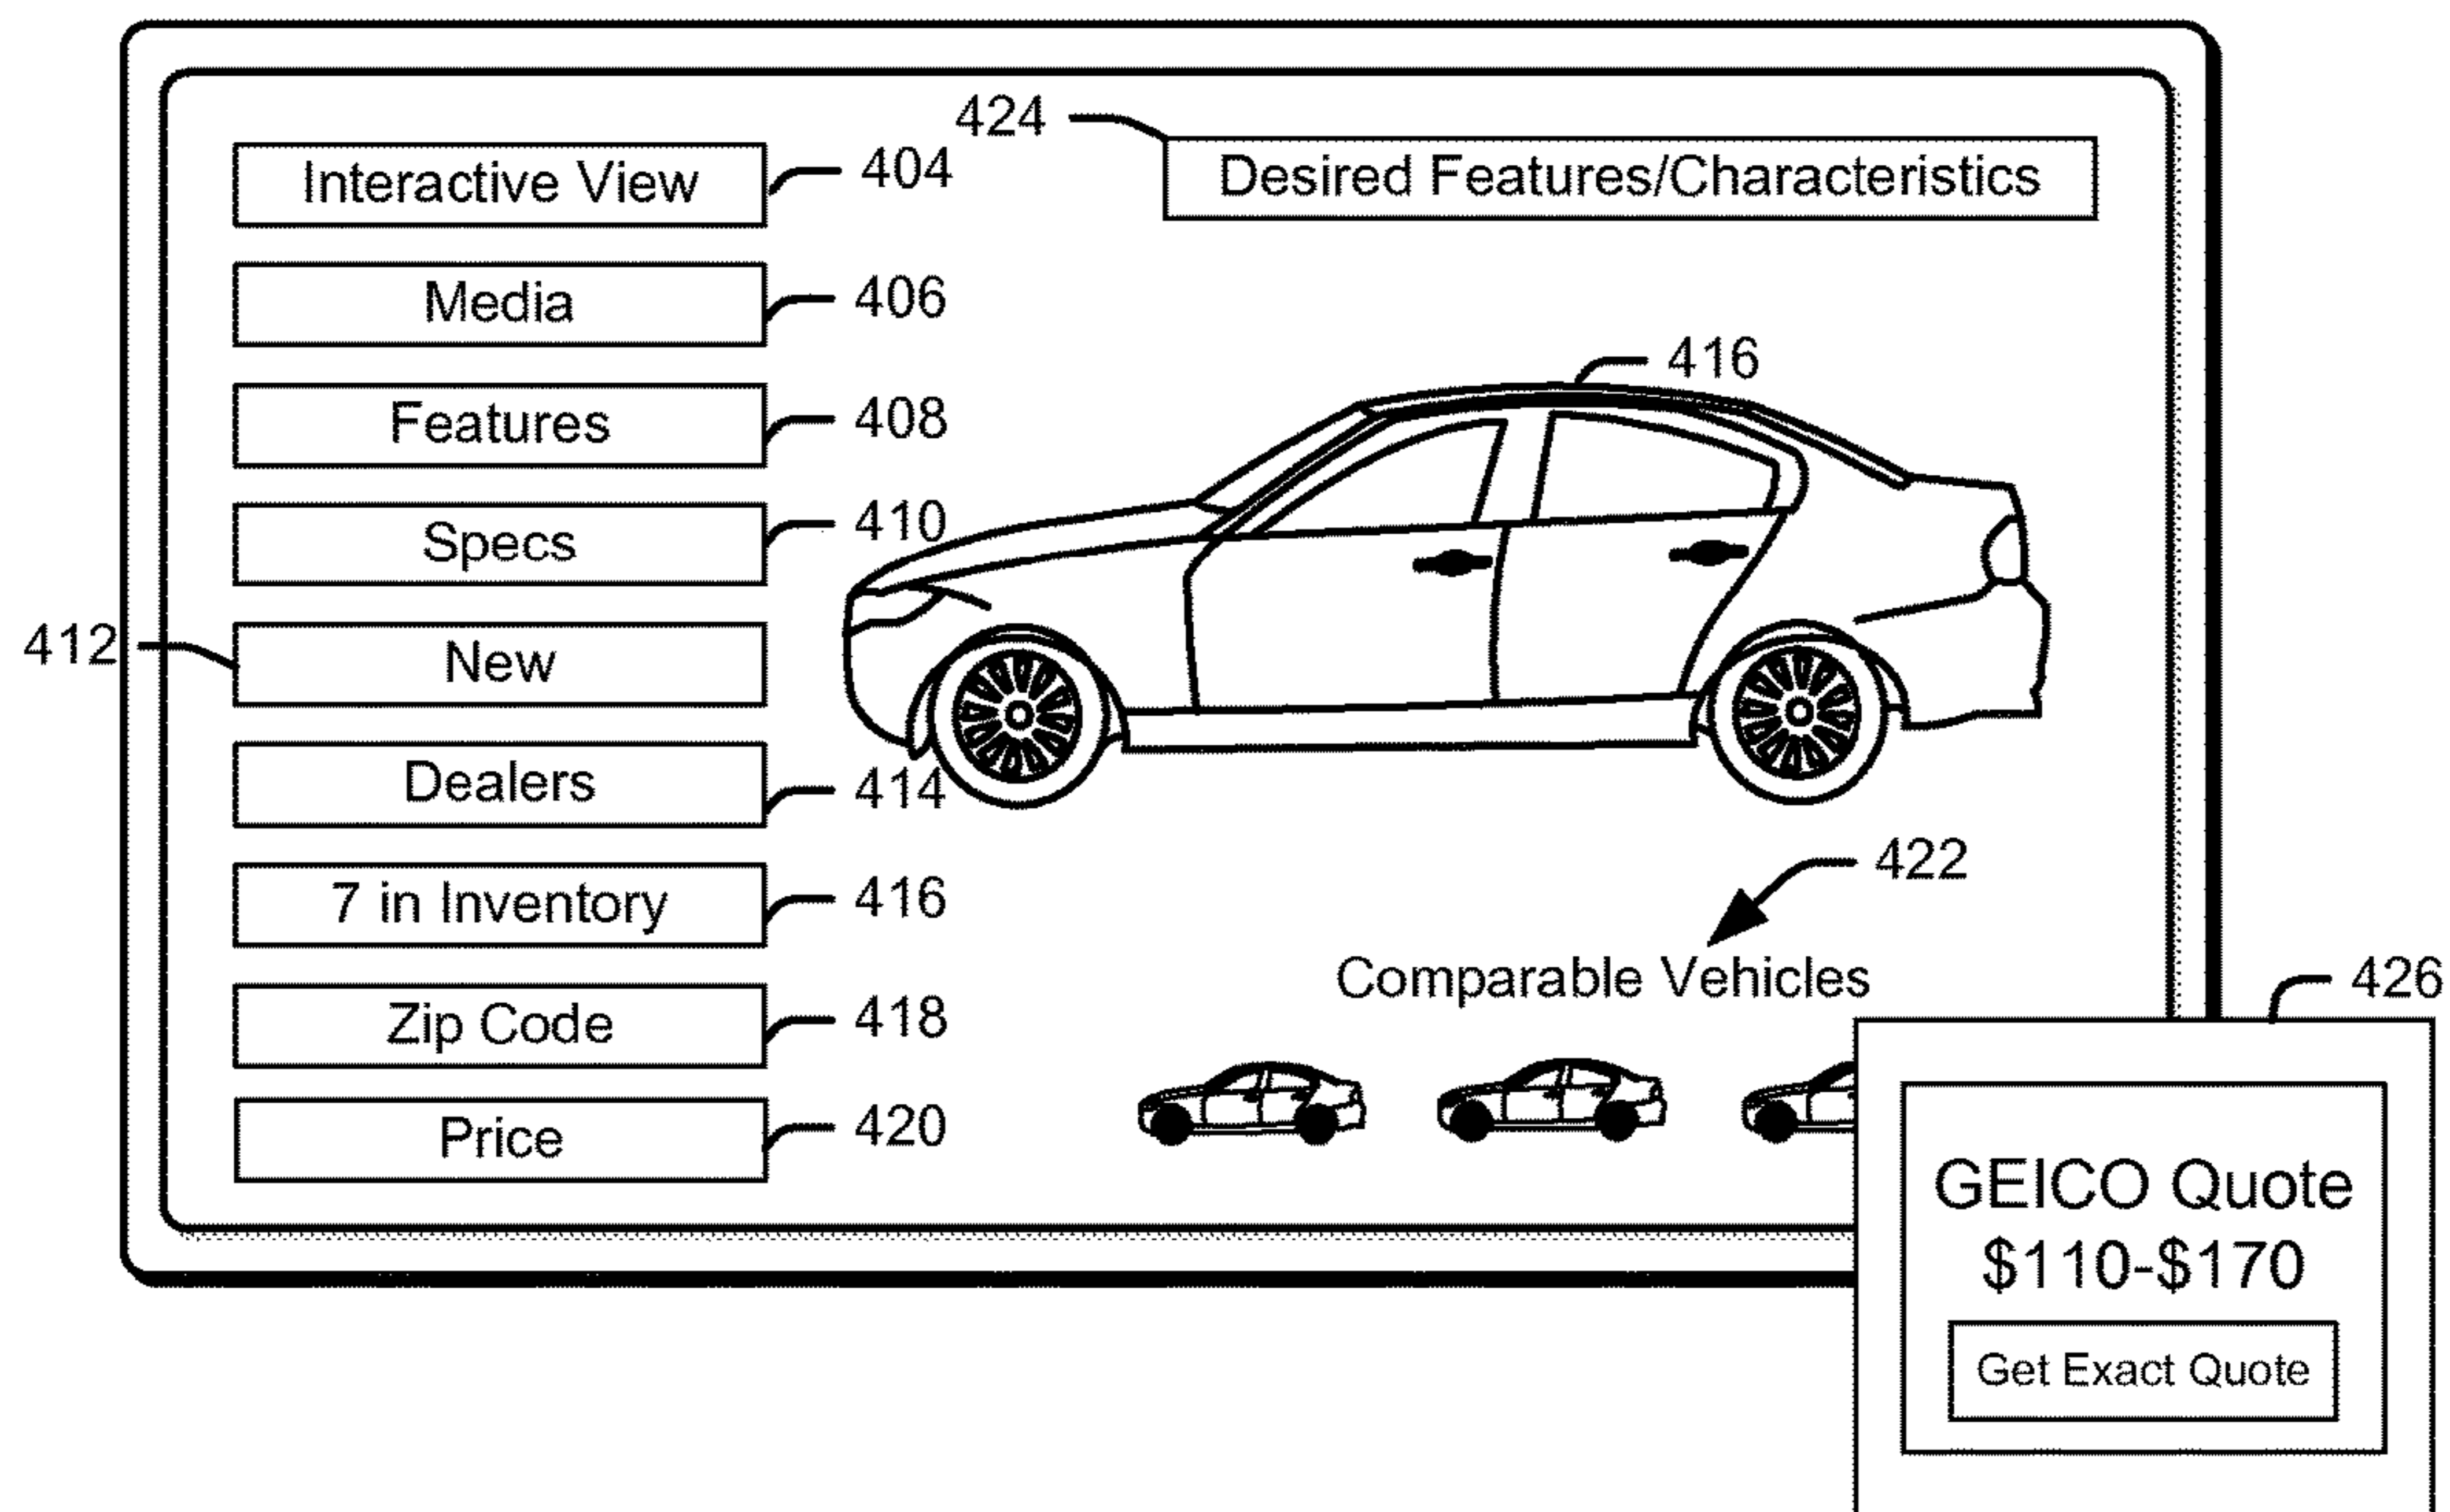 424
Desired Features/Characteristics
Interactive View
404
Media
406
416
Features
408
Specs
410
412
New
Dealers
414
422
7 in Inventory
416
Comparable Vehicles
426
Zip Code
418
Price
420
GEICO Quote
$110-$170
Get Exact Quote